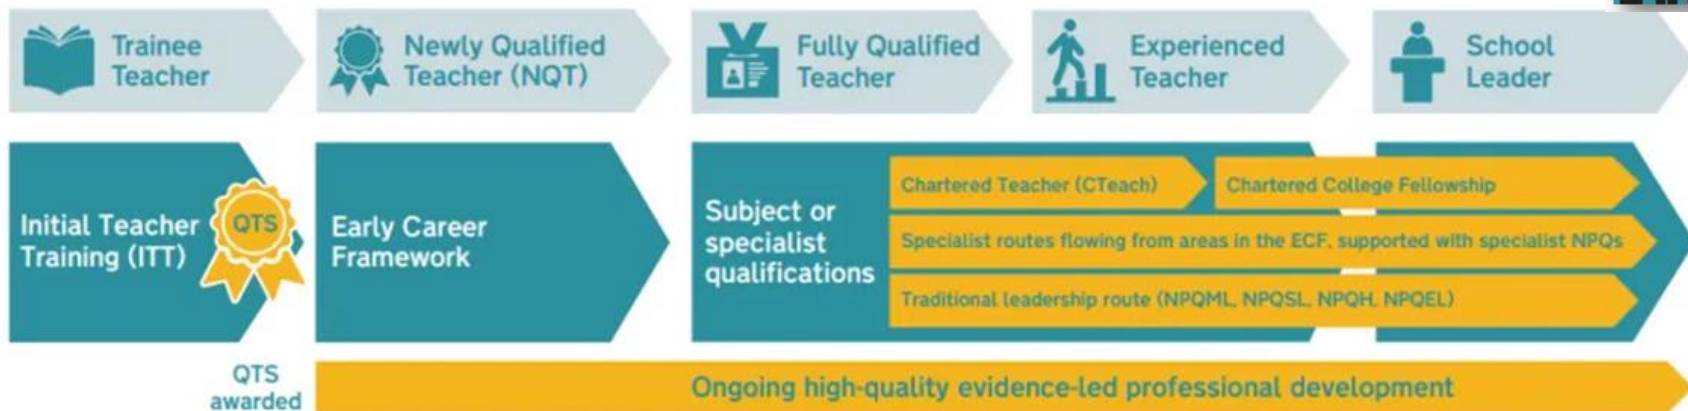 Trainee
Teacher
Newly Qualified
Teacher (NQT)
Fully Qualified
Teacher
Experienced
Teacher
School
Leader
Initial Teacher
Training (ITT)
QTS
Early Career
Framework
Subject or
specialist
qualifications
Chartered Teacher (CTeach)
Chartered College Fellowship
Specialist routes flowing from areas in the ECF, supported with specialist NPQs
Traditional leadership route (NPQML, NPQSL, NPQH, NPQEL)
QTS
awarded
Ongoing high-quality evidence-led professional development